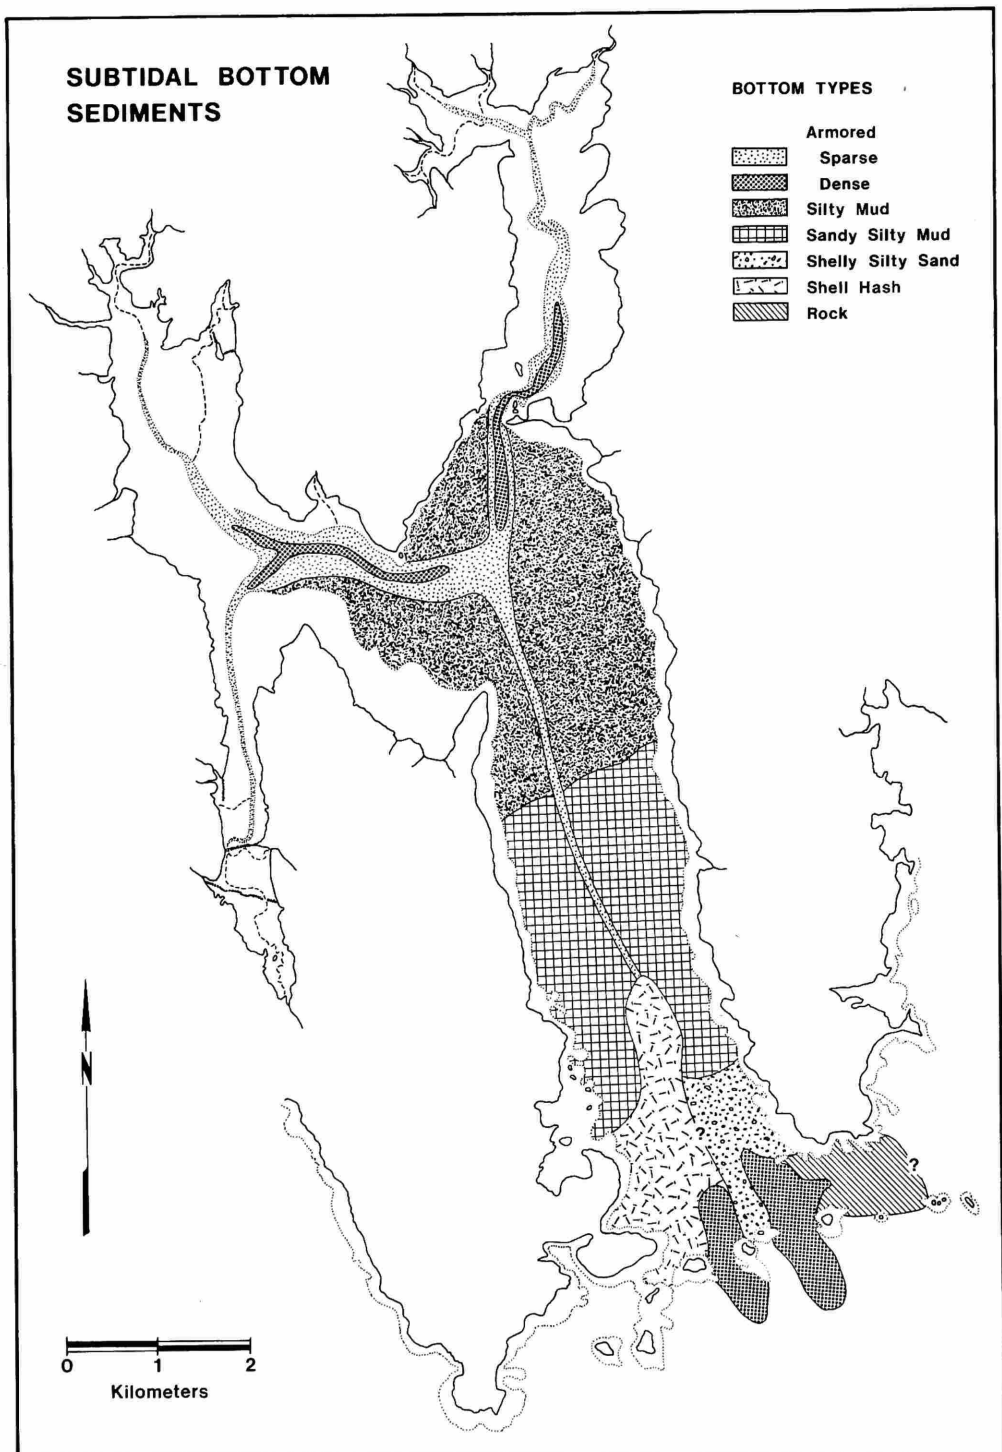 SUBTIDAL BOTTOM
SEDIMENTS
BOTTOM TYPES
Armored
Sparse
Dense
Silty Mud
Sandy Silty Mud
Shelly Silty Sand
Shell Hash
Rock
N
?
?
0 1 2
Kilometers